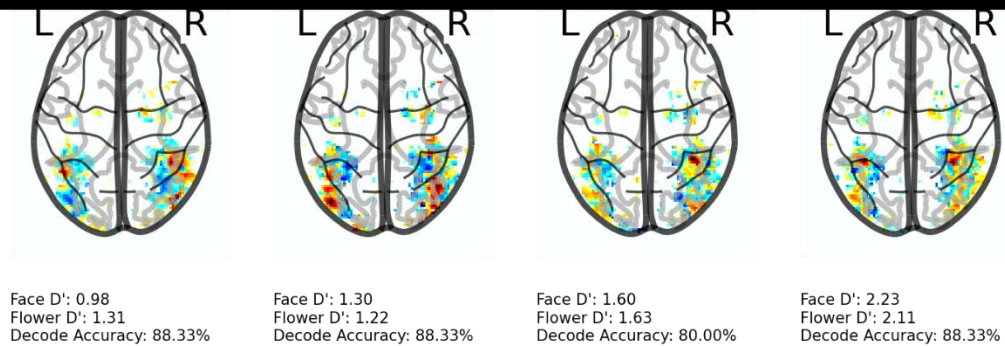 L R L R L R L R
Face D': 0.98
Flower D': 1.31
Decode Accuracy: 88.33%
Face D': 1.30
Flower D': 1.22
Decode Accuracy: 88.33%
Face D': 1.60
Flower D': 1.63
Decode Accuracy: 80.00%
Face D': 2.23
Flower D': 2.11
Decode Accuracy: 88.33%